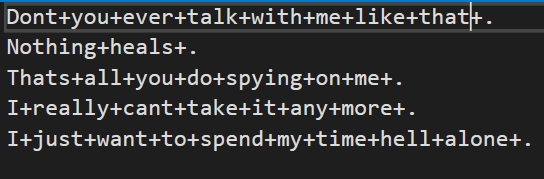 Dont+you+ever+talk+with+me+like+that+.
Nothing+heals+.
Thats+all+you+do+spying+on+me+.
I+really+cant+take+it+any+more+.
I+just+want+to+spend+my+time+hell+alone+.